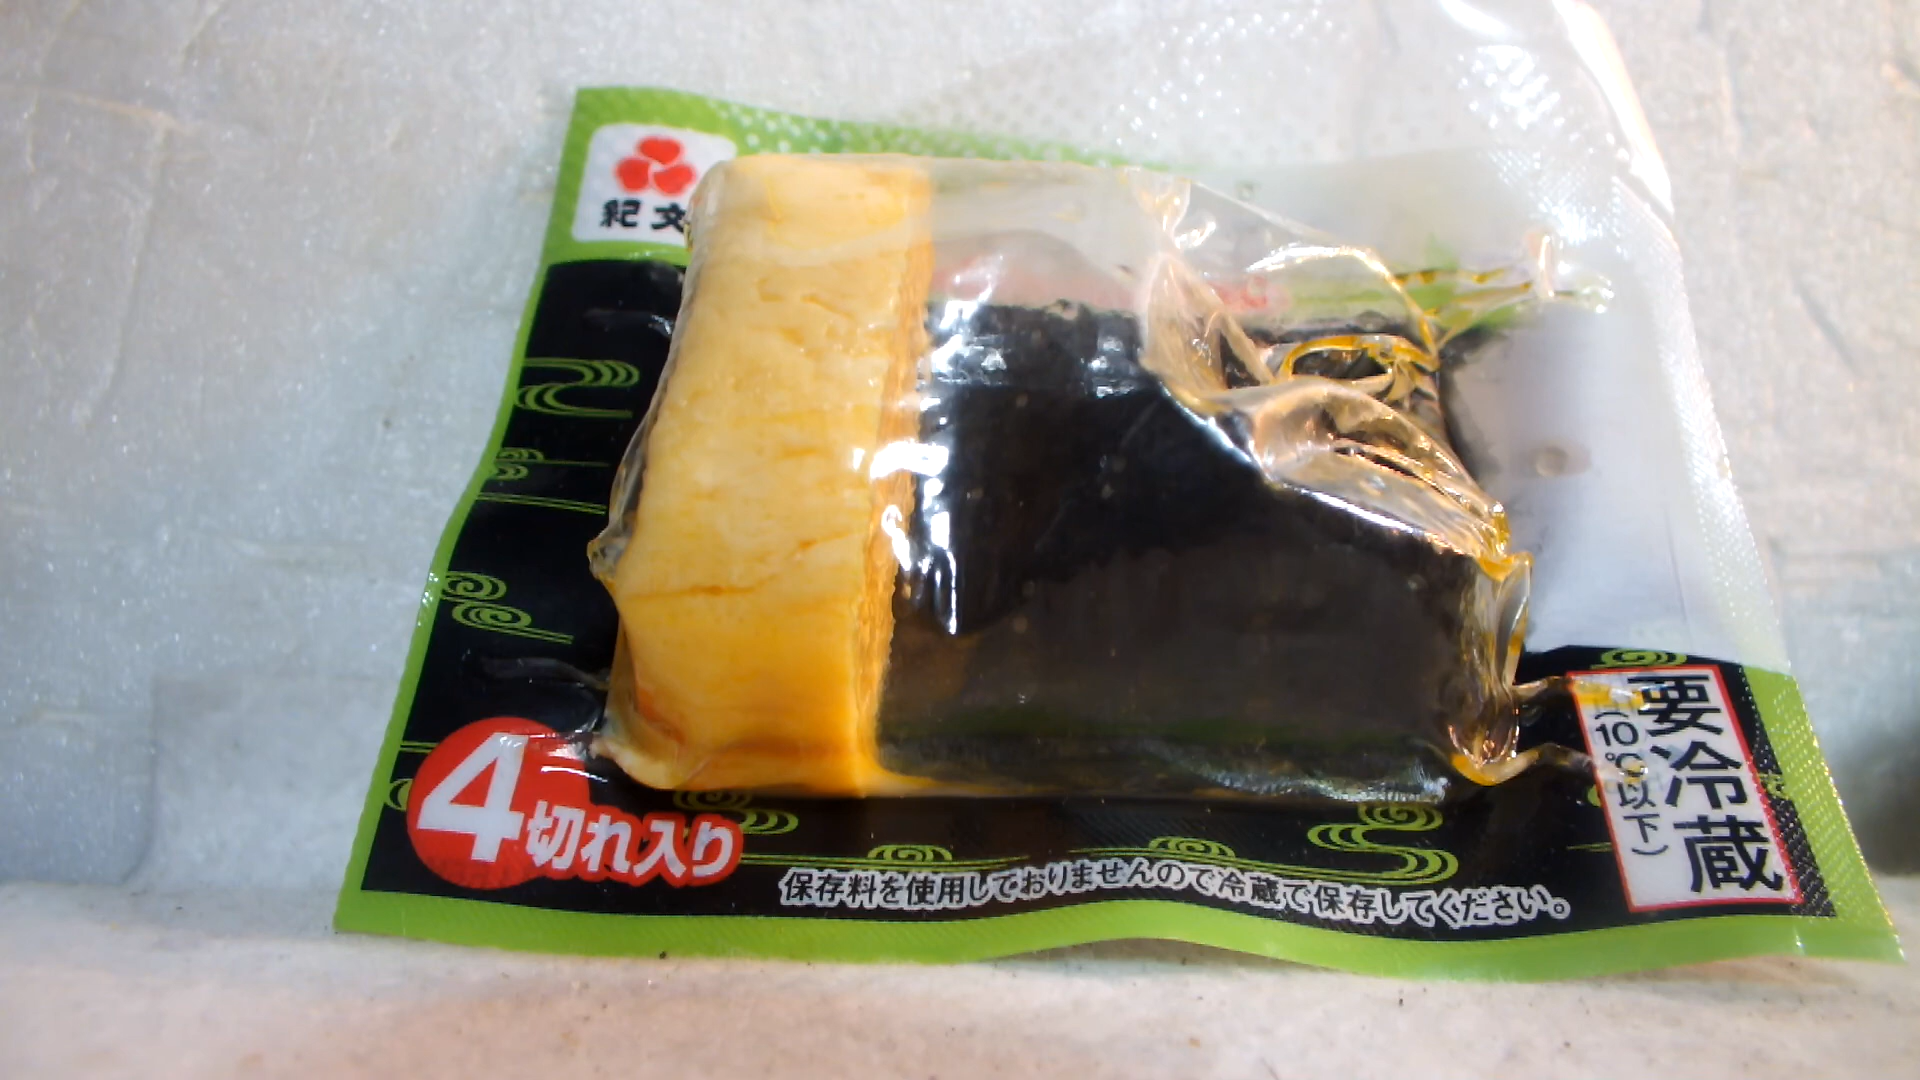 紀文
4切れ入り
保存料を使用しておりませんので冷蔵で保存してください。
要冷蔵
(10℃以下)